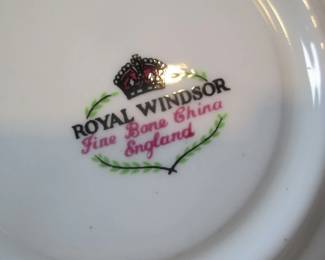 ROYAL WINDSOR
Fine Bone China
England